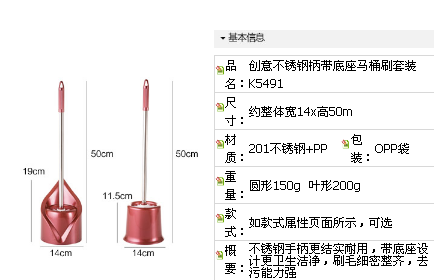 基本信息
品名：
创意不锈钢柄带底座马桶刷套装
K5491
尺寸：
约整体宽14x高50m
材质：
201不锈钢+PP
包装：
OPP袋
重量：
圆形150g 叶形200g
款式：
如款式属性页面所示，可选
概要：
不锈钢手柄更结实耐用，带底座设
计更卫生洁净，刷毛细密整齐，去
污能力强
50cm
19cm
14cm
50cm
11.5cm
14cm